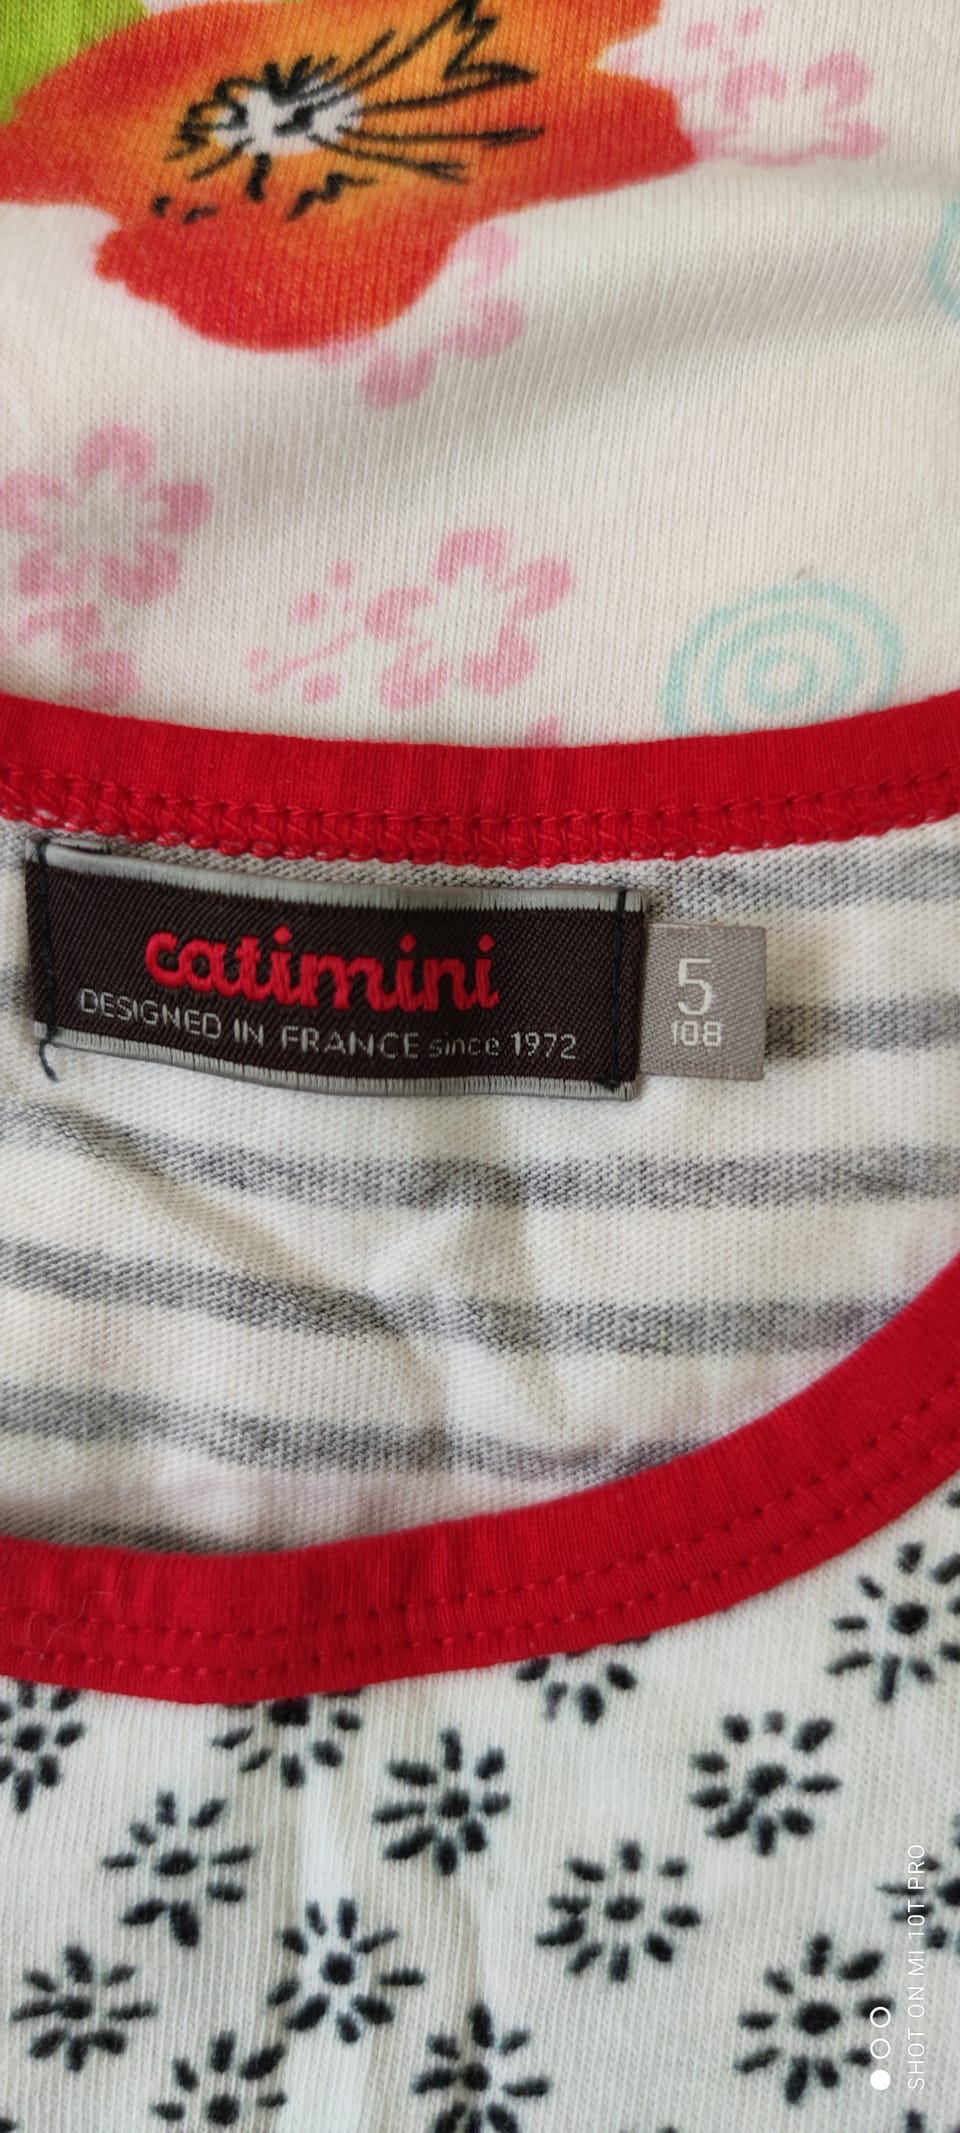 catimini
DESIGNED IN FRANCE since 1972
5
108
SHOT ON MI 10T PRO